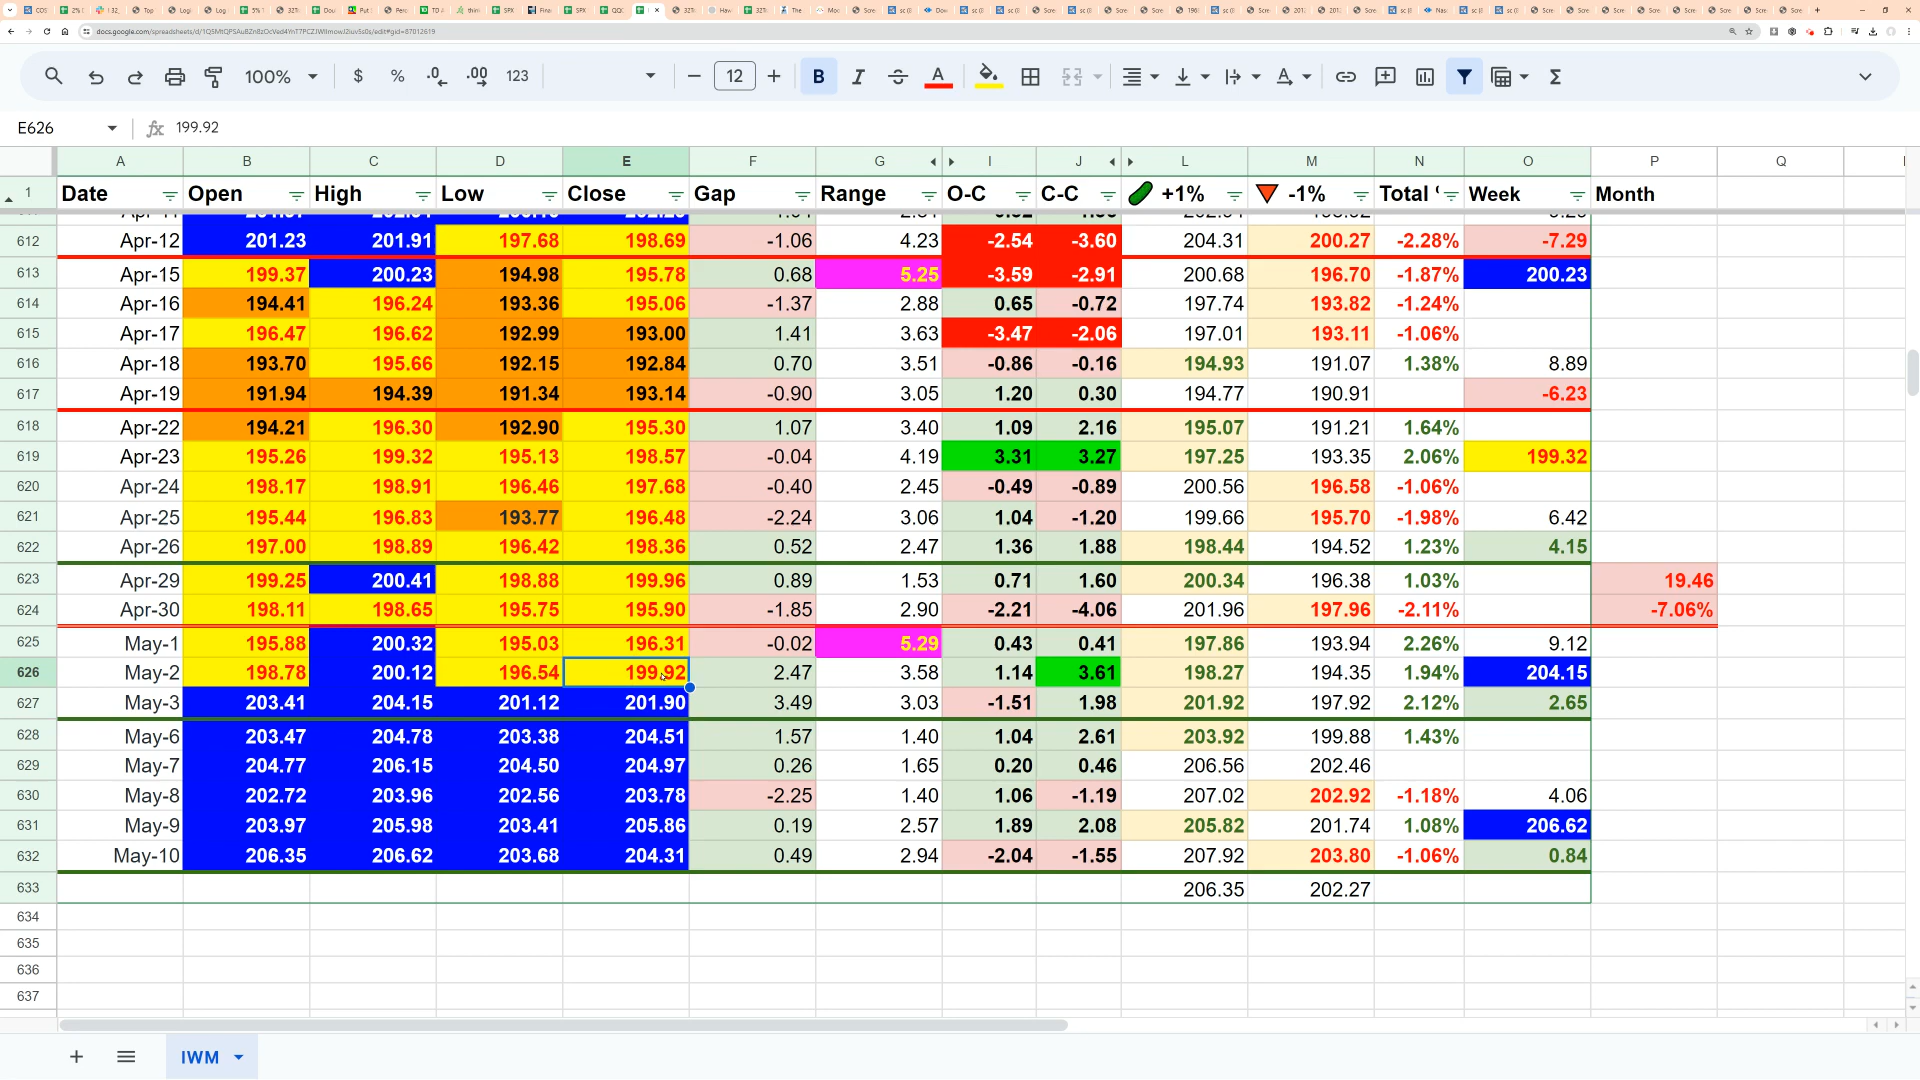 docs.google.com/spreadsheets/d/1Q5MtQPSAuBZnBzOcVed4YmT7PCZJWIImowJ2iuv5s0s/edit#gid=87012619
100% $ % .0 .00 123 12 B I A
E626 fx 199.92
A B C D E F G I J L M N O P Q
1 Date Open High Low Close Gap Range O-C C-C +1% -1% Total Week Month
612 Apr-12 201.23 201.91 197.68 198.69 -1.06 4.23 -2.54 -3.60 204.31 200.27 -2.28% -7.29
613 Apr-15 199.37 200.23 194.98 195.78 0.68 5.25 -3.59 -2.91 200.68 196.70 -1.87% 200.23
614 Apr-16 194.41 196.24 193.36 195.06 -1.37 2.88 0.65 -0.72 197.74 193.82 -1.24%
615 Apr-17 196.47 196.62 192.99 193.00 1.41 3.63 -3.47 -2.06 197.01 193.11 -1.06%
616 Apr-18 193.70 195.66 192.15 192.84 0.70 3.51 -0.86 -0.16 194.93 191.07 1.38% 8.89
617 Apr-19 191.94 194.39 191.34 193.14 -0.90 3.05 1.20 0.30 194.77 190.91 -6.23
618 Apr-22 194.21 196.30 192.90 195.30 1.07 3.40 1.09 2.16 195.07 191.21 1.64%
619 Apr-23 195.26 199.32 195.13 198.57 -0.04 4.19 3.31 3.27 197.25 193.35 2.06% 199.32
620 Apr-24 198.17 198.91 196.46 197.68 -0.40 2.45 -0.49 -0.89 200.56 196.58 -1.06%
621 Apr-25 195.44 196.83 193.77 196.48 -2.24 3.06 1.04 -1.20 199.66 195.70 -1.98% 6.42
622 Apr-26 197.00 198.89 196.42 198.36 0.52 2.47 1.36 1.88 198.44 194.52 1.23% 4.15
623 Apr-29 199.25 200.41 198.88 199.96 0.89 1.53 0.71 1.60 200.34 196.38 1.03% 19.46
624 Apr-30 198.11 198.65 195.75 195.90 -1.85 2.90 -2.21 -4.06 201.96 197.96 -2.11% -7.06%
625 May-1 195.88 200.32 195.03 196.31 -0.02 5.29 0.43 0.41 197.86 193.94 2.26% 9.12
626 May-2 198.78 200.12 196.54 199.92 2.47 3.58 1.14 3.61 198.27 194.35 1.94% 204.15
627 May-3 203.41 204.15 201.12 201.90 3.49 3.03 -1.51 1.98 201.92 197.92 2.12% 2.65
628 May-6 203.47 204.78 203.38 204.51 1.57 1.40 1.04 2.61 203.92 199.88 1.43%
629 May-7 204.77 206.15 204.50 204.97 0.26 1.65 0.20 0.46 206.56 202.46
630 May-8 202.72 203.96 202.56 203.78 -2.25 1.40 1.06 -1.19 207.02 202.92 -1.18% 4.06
631 May-9 203.97 205.98 203.41 205.86 0.19 2.57 1.89 2.08 205.82 201.74 1.08% 206.62
632 May-10 206.35 206.62 203.68 204.31 0.49 2.94 -2.04 -1.55 207.92 203.80 -1.06% 0.84
633 206.35 202.27
634
635
636
637
IWM